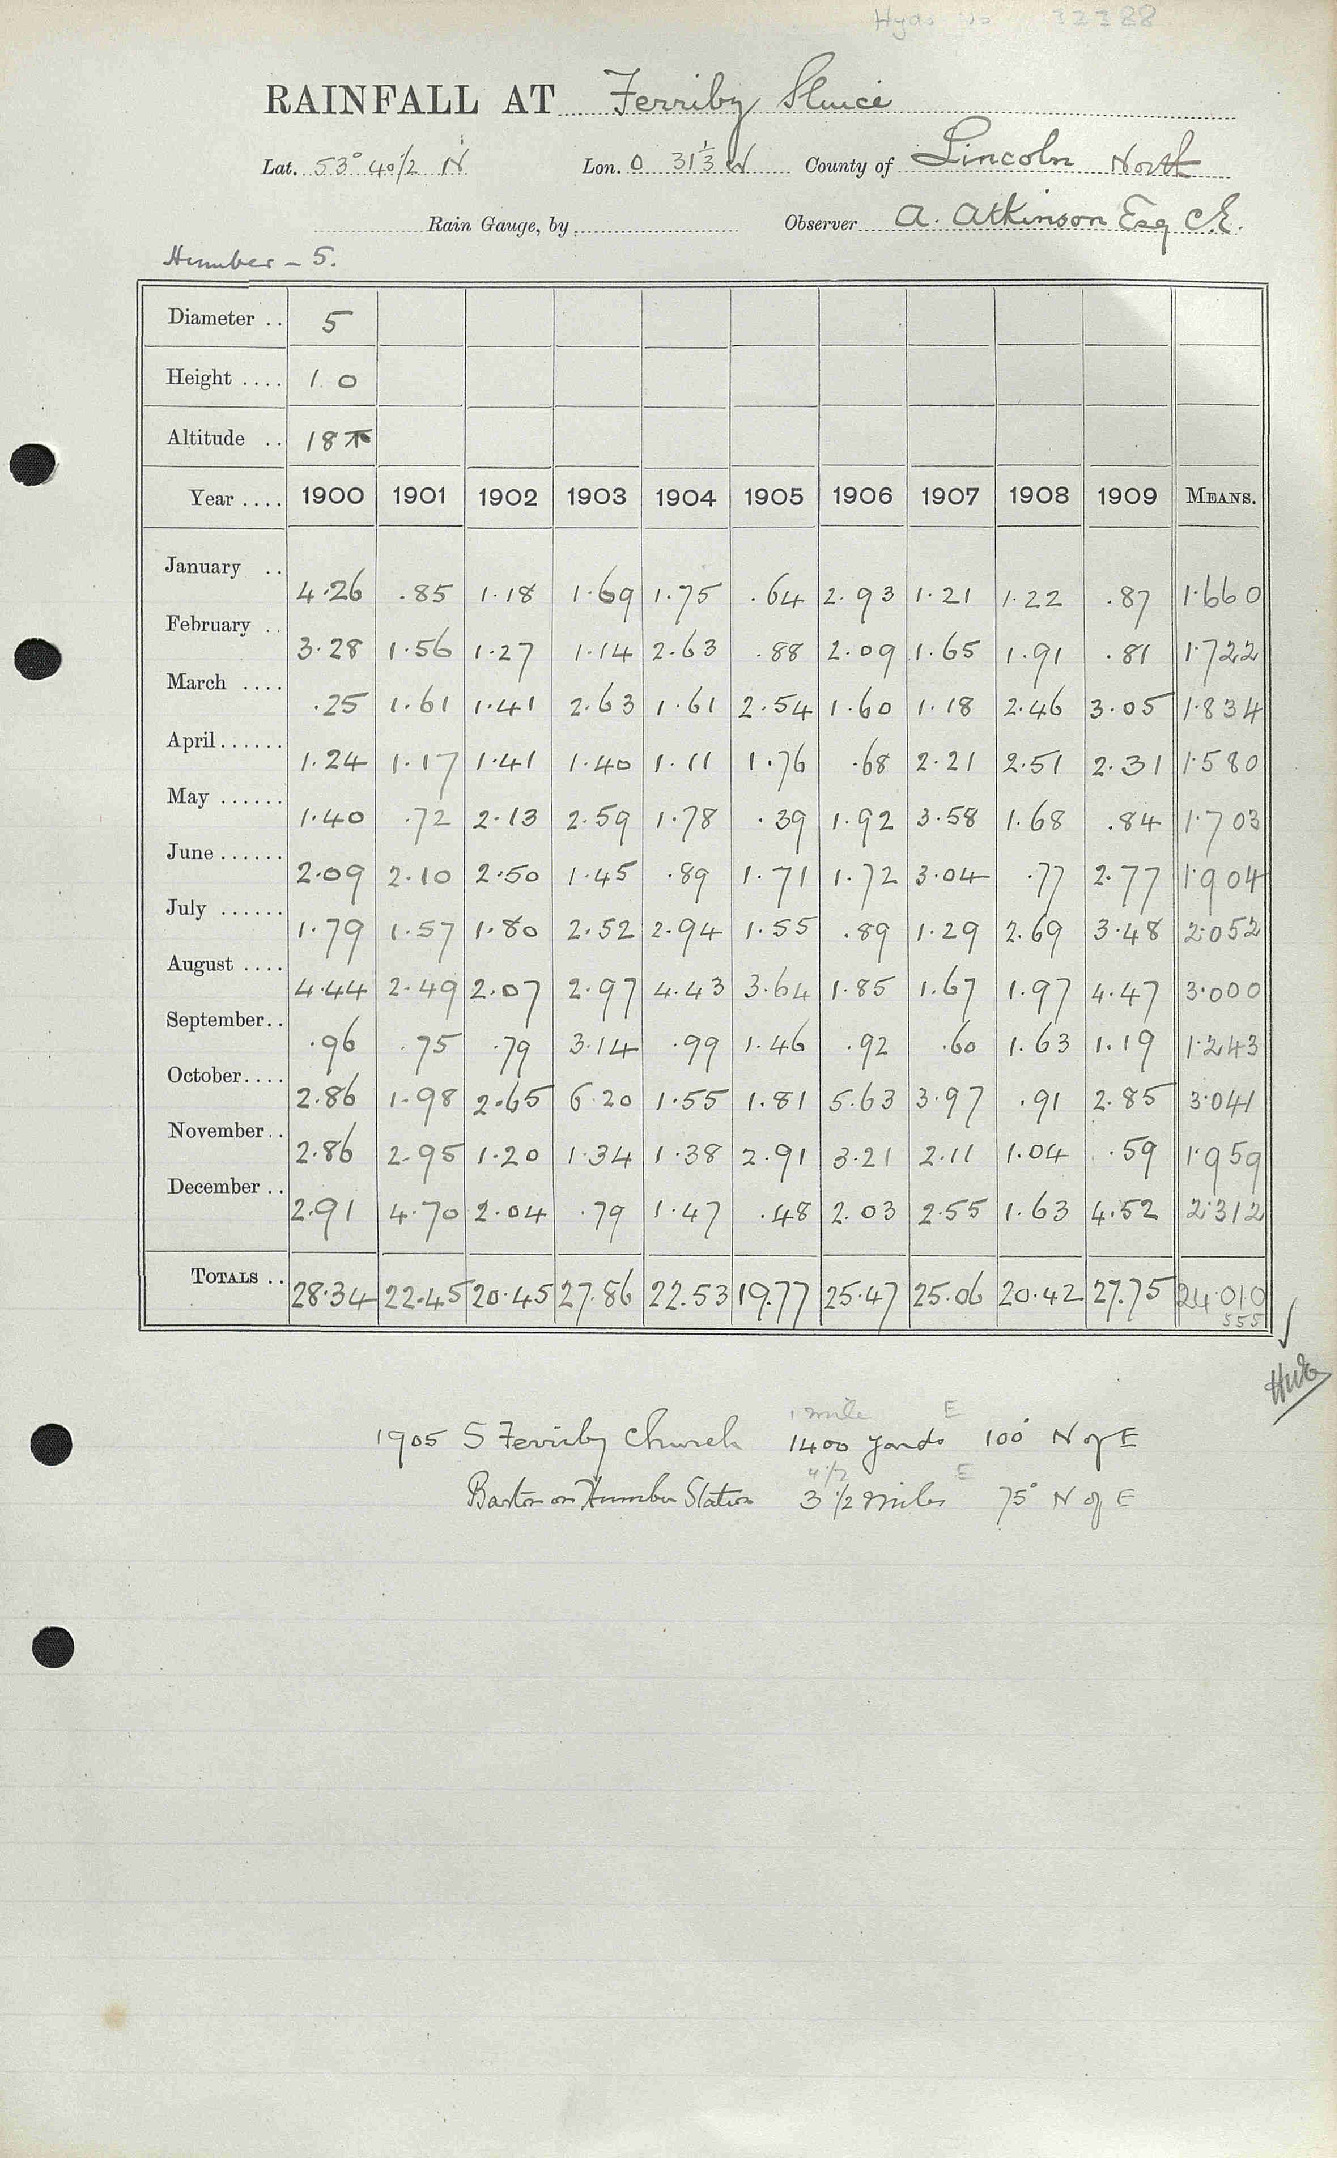 Hyde No 32388
RAINFALL AT Ferriby Sluice
Lat. 53° 40 1/2 N Lon. 0 31 1/3 W County of Lincoln North
Rain Gauge, by Observer A. Atkinson Esq C.E.
Humber - 5.
Diameter .. 5
Height .... 1 0
Altitude .. 18
Year .... 1900 1901 1902 1903 1904 1905 1906 1907 1908 1909 MEANS.
January .. 4.26 .85 1.18 1.69 1.75 .64 2.93 1.21 1.22 .87 1.660
February .. 3.28 1.56 1.27 1.14 2.63 .88 2.09 1.65 1.91 .81 1.722
March .... .25 1.61 1.41 2.63 1.61 2.54 1.60 1.18 2.46 3.05 1.834
April ...... 1.24 1.17 1.41 1.40 1.11 1.76 .68 2.21 2.51 2.31 1.580
May ...... 1.40 .72 2.13 2.59 1.78 .39 1.92 3.58 1.68 .84 1.703
June ...... 2.09 2.10 2.50 1.45 .89 1.71 1.72 3.04 .77 2.77 1.904
July ...... 1.79 1.57 1.80 2.52 2.94 1.55 .89 1.29 2.69 3.48 2.052
August .... 4.44 2.49 2.07 2.97 4.43 3.64 1.85 1.67 1.97 4.47 3.000
September.. .96 .75 .79 3.14 .99 1.46 .92 .60 1.63 1.19 1.243
October.... 2.86 1.98 2.65 6.20 1.55 1.81 5.63 3.97 .91 2.85 3.041
November.. 2.86 2.95 1.20 1.34 1.38 2.91 3.21 2.11 1.04 .59 1.959
December .. 2.91 4.70 2.04 .79 1.47 .48 2.03 2.55 1.63 4.52 2.312
TOTALS .. 28.34 22.45 20.45 27.86 22.53 19.77 25.47 25.06 20.42 27.75 24.010
555
1 mile E
1905 S Ferriby Church 1400 yards 100° N of E
4 1/2 E
Barton on Humber Station 3 1/2 miles 75° N of E